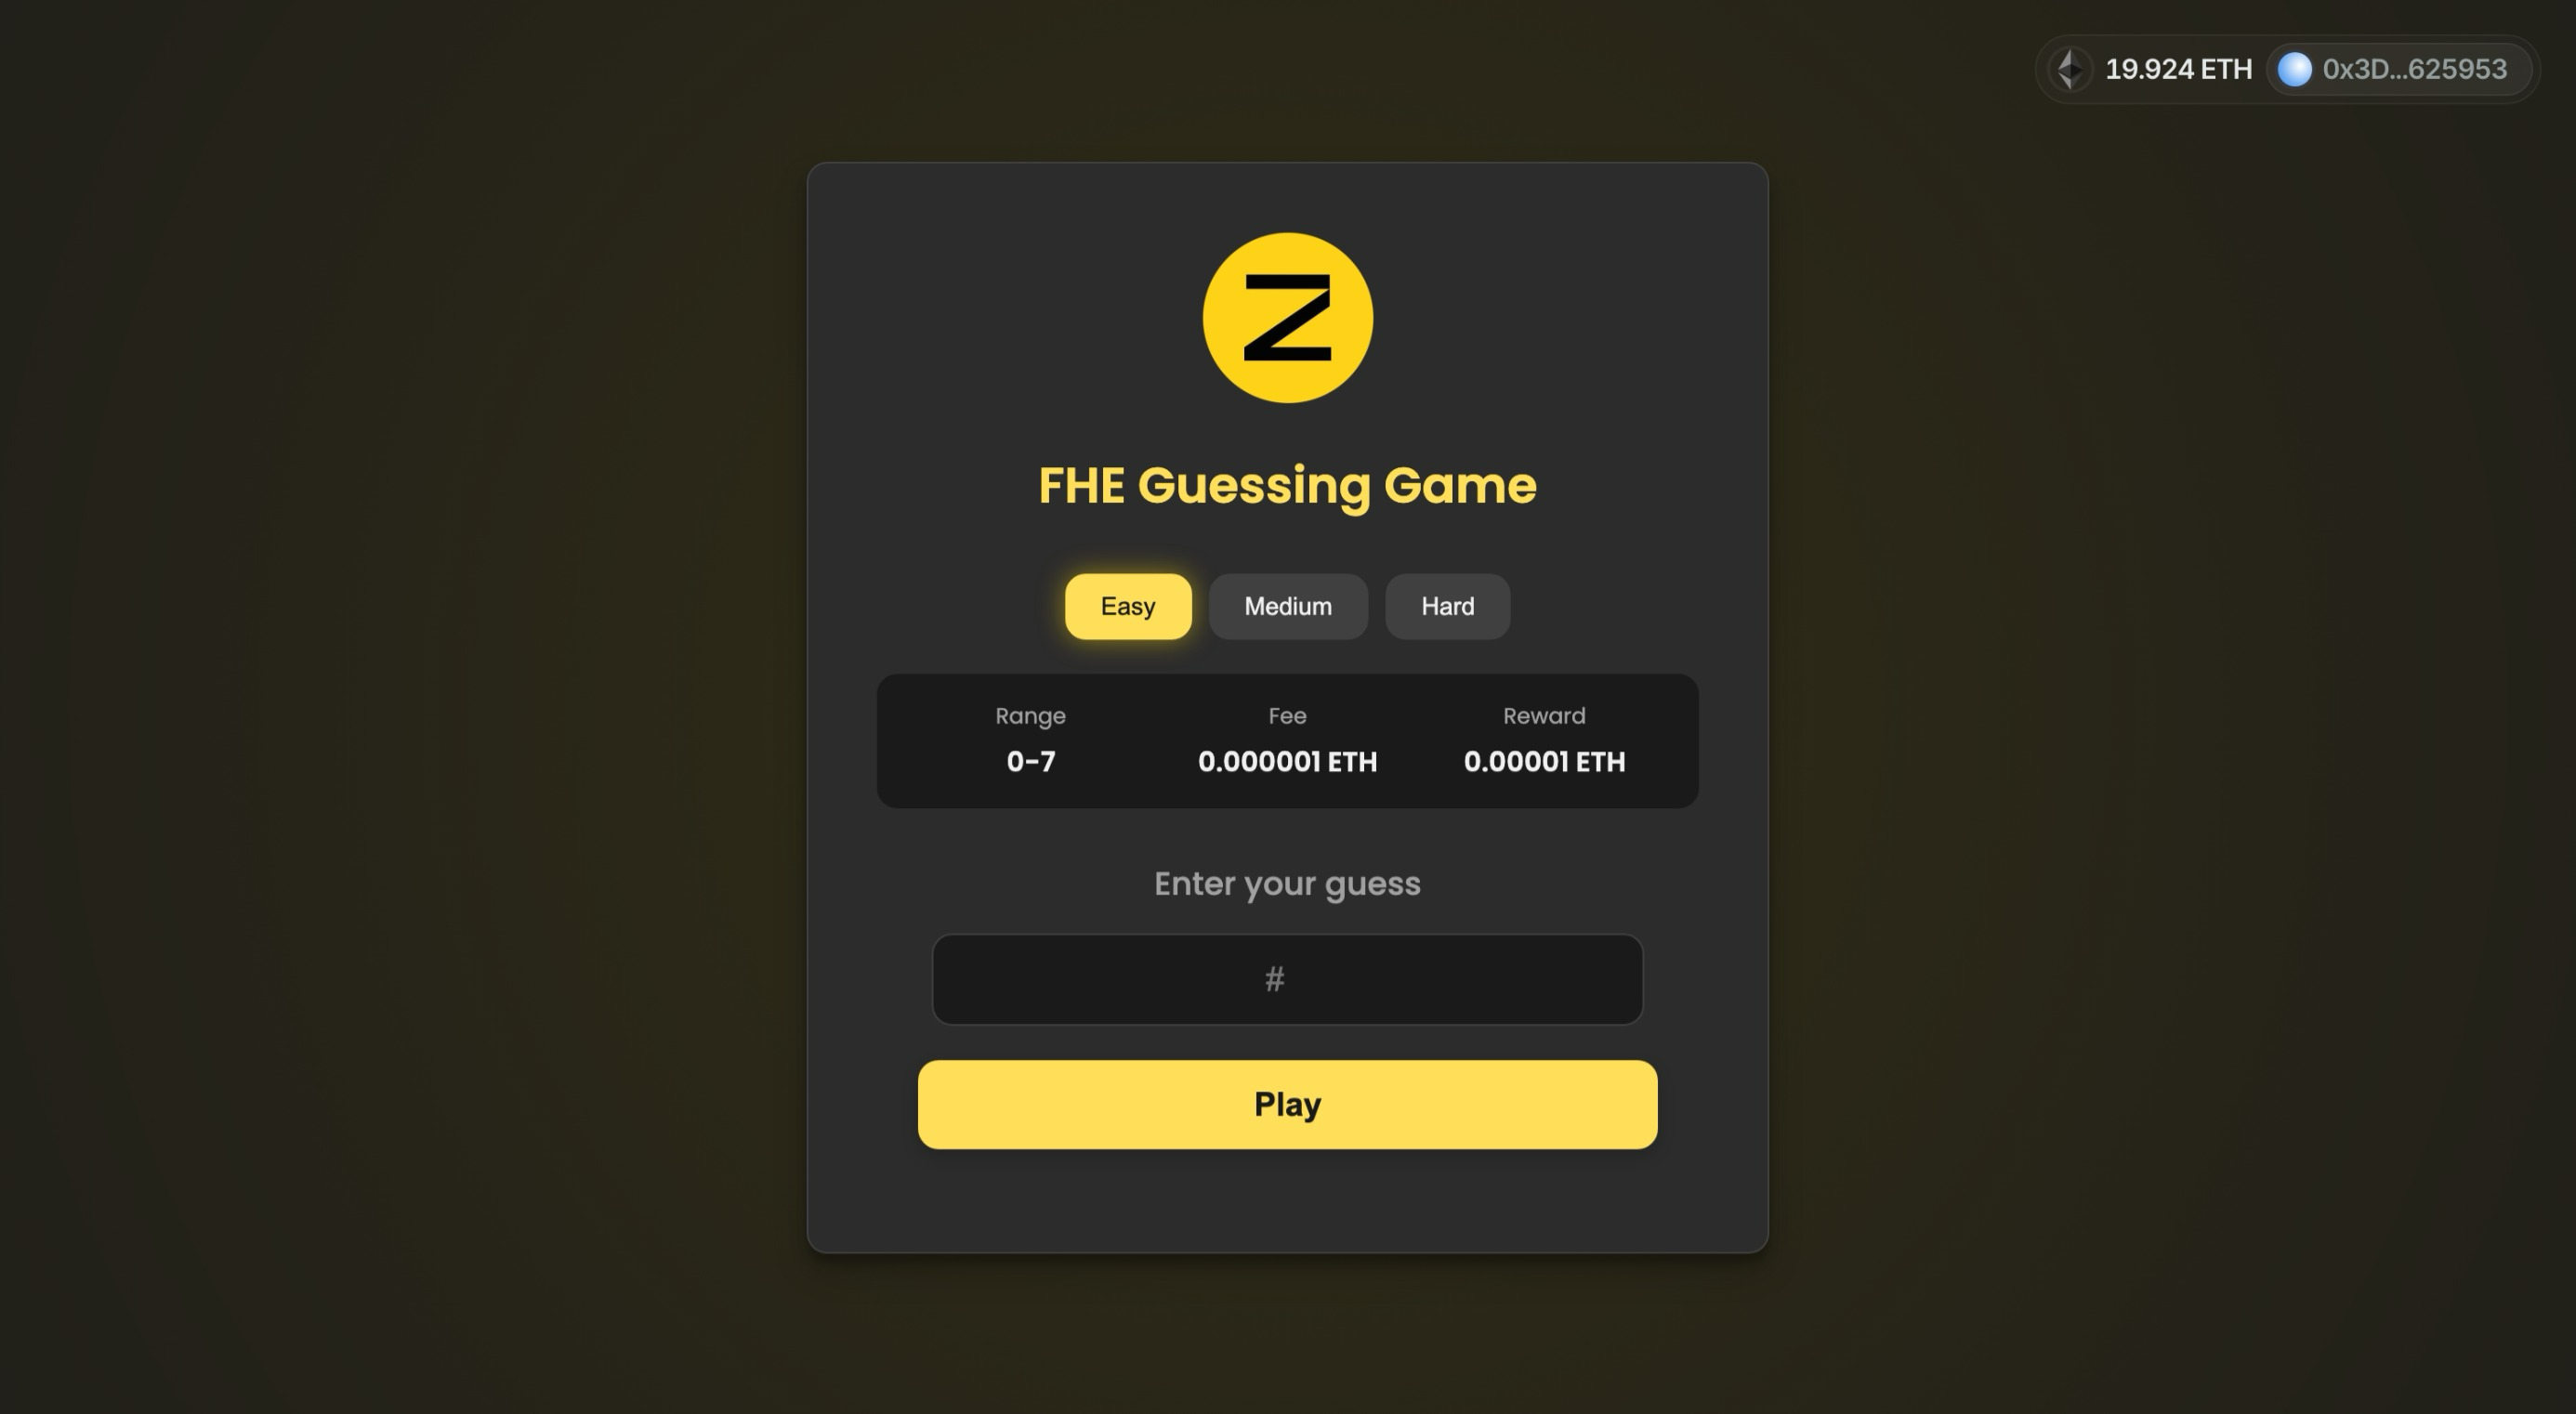 19.924 ETH 0x3D...625953
Z
FHE Guessing Game
Easy Medium Hard
Range Fee Reward
0-7 0.000001 ETH 0.00001 ETH
Enter your guess
#
Play